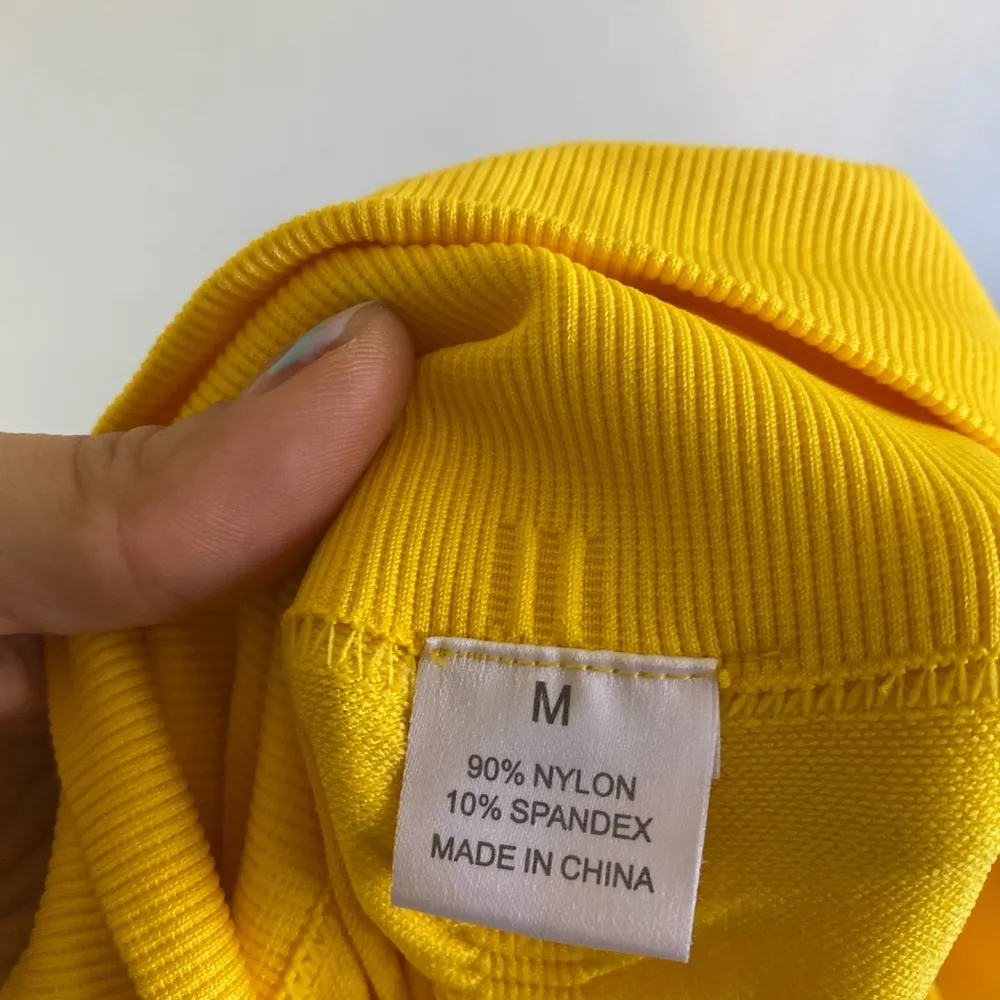 M
90% NYLON
10% SPANDEX
MADE IN CHINA